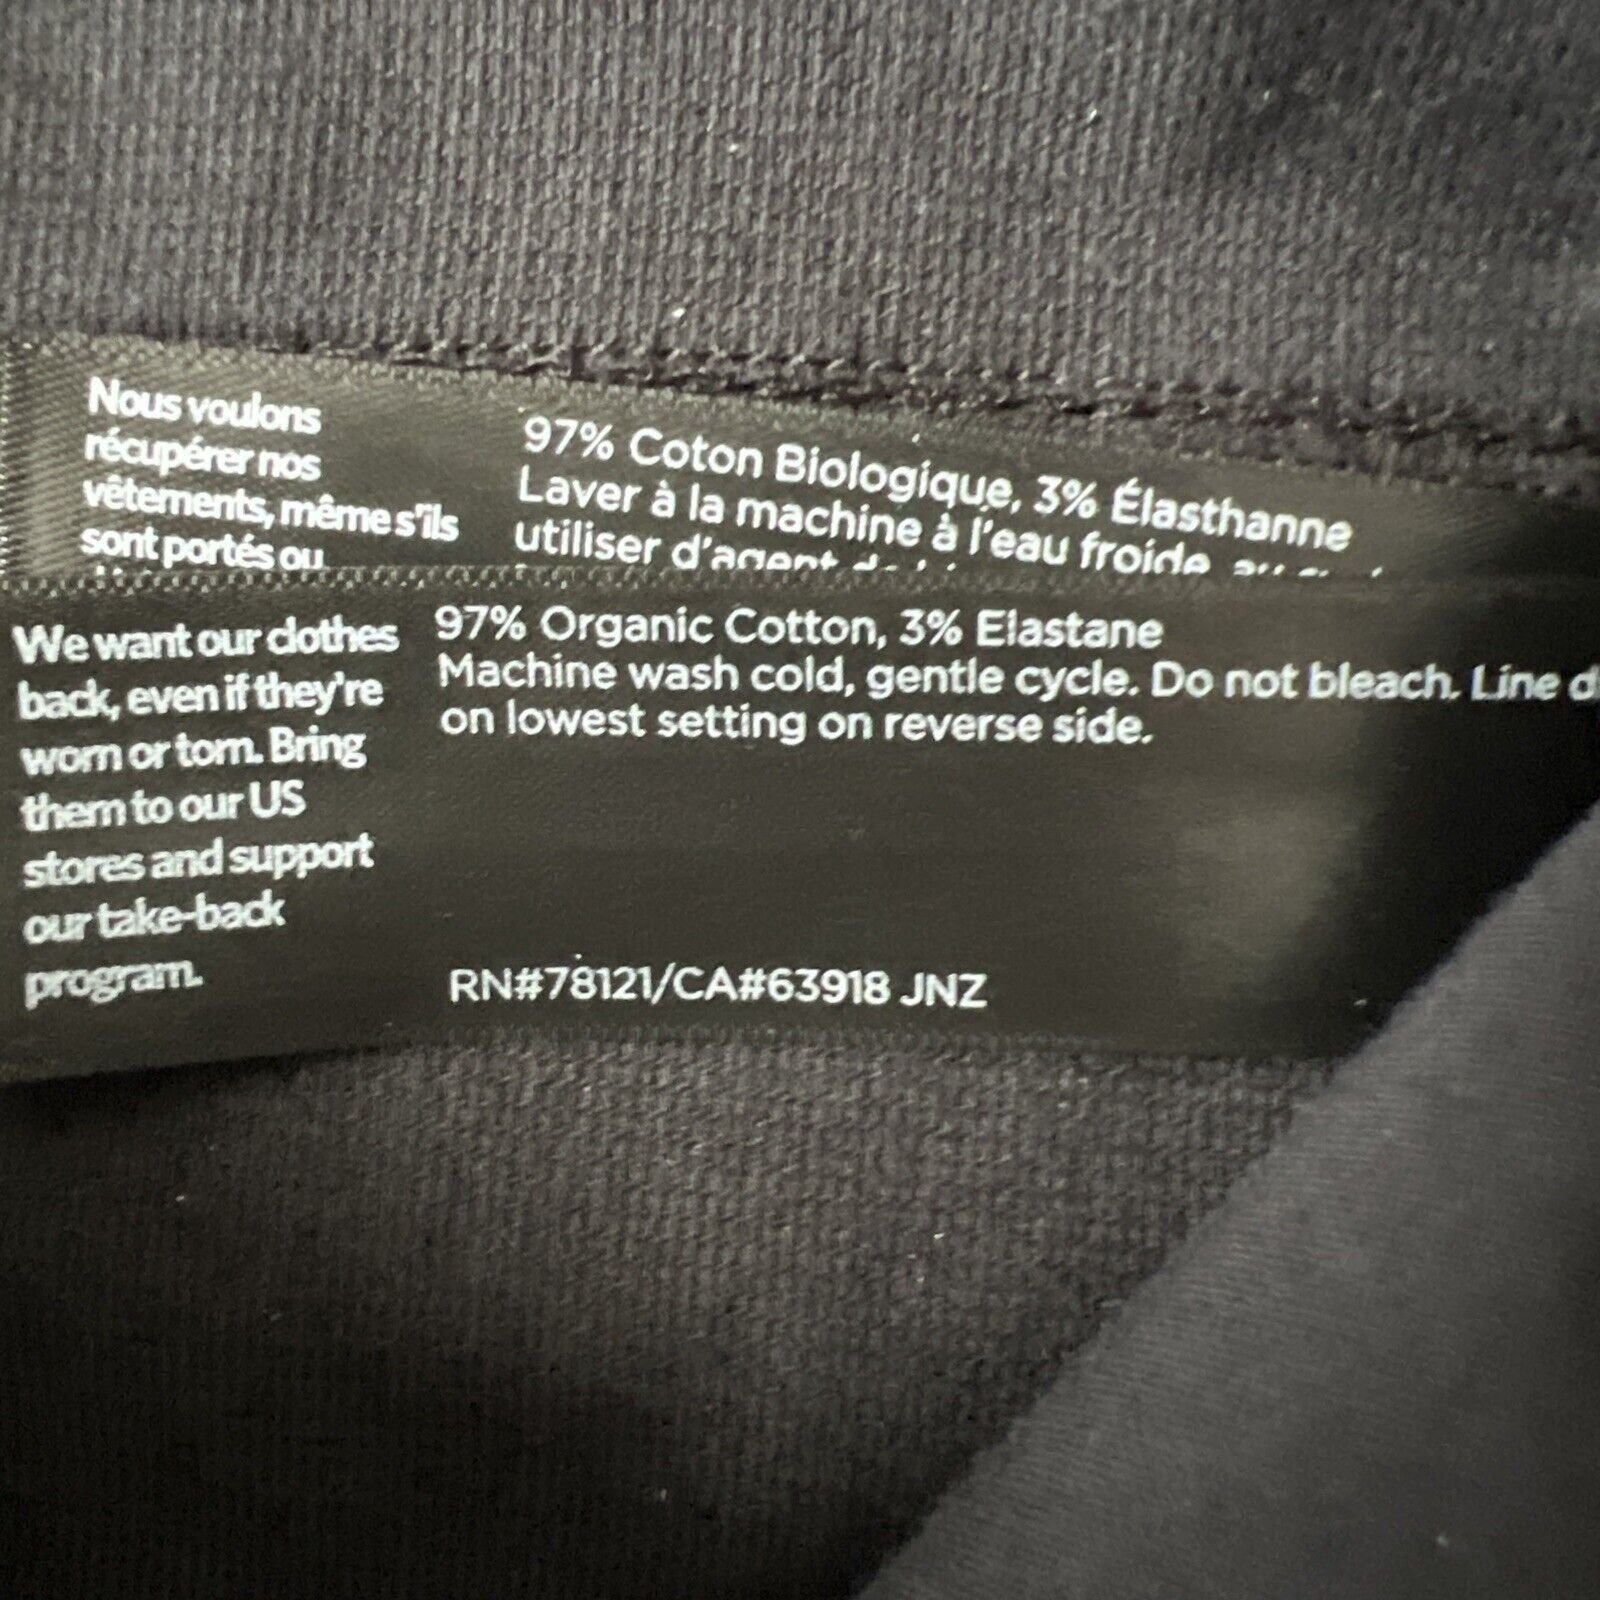 Nous voulons
récupérer nos
vêtements, même s'ils
sont portés ou
97% Coton Biologique, 3% Élasthanne
Laver à la machine à l'eau froide,
utiliser d'agent
We want our clothes
back, even if they're
worn or torn. Bring
them to our US
stores and support
our take-back
program.
97% Organic Cotton, 3% Elastane
Machine wash cold, gentle cycle. Do not bleach. Line
on lowest setting on reverse side.
RN#78121/CA#63918 JNZ